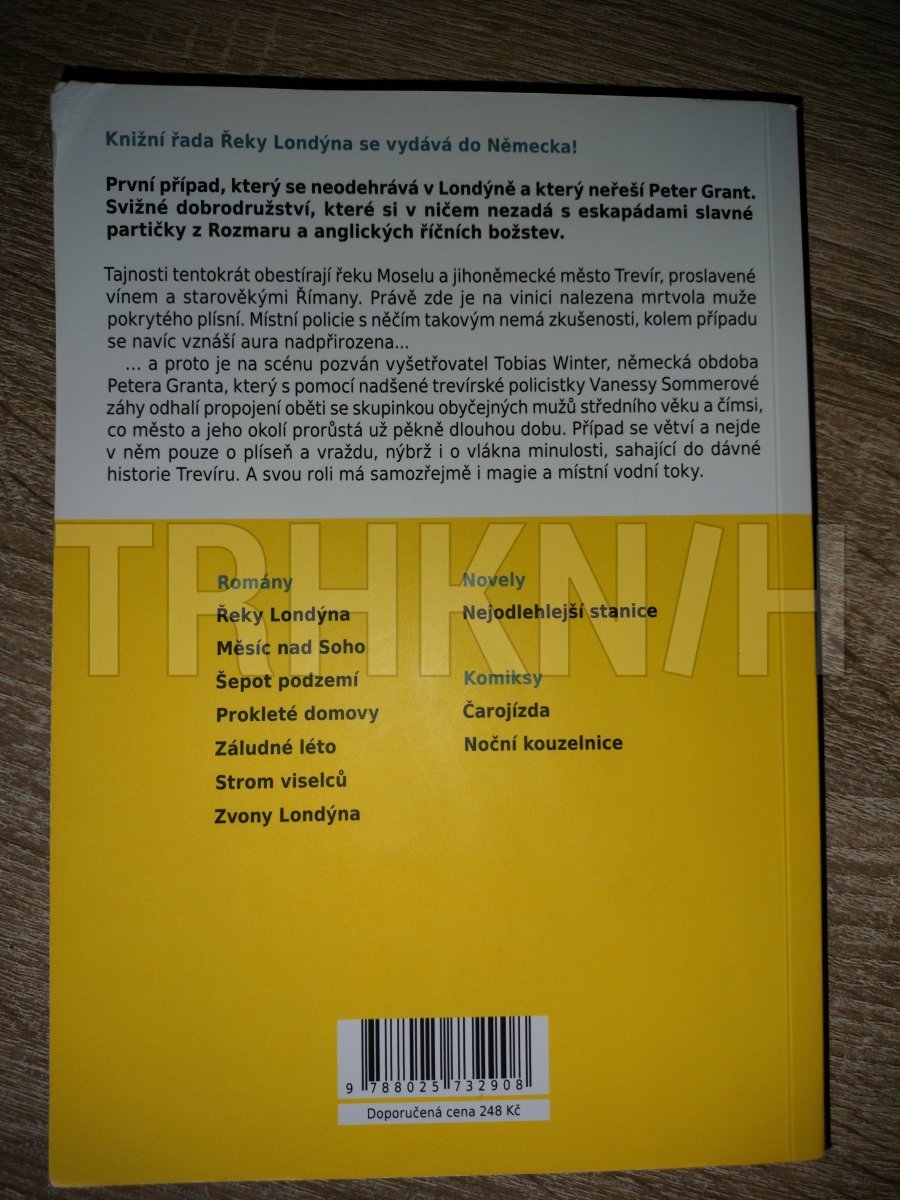 Knižní řada Řeky Londýna se vydává do Německa!
První případ, který se neodehrává v Londýně a který neřeší Peter Grant.
Svižné dobrodružství, které si v ničem nezadá s eskapádami slavné
partičky z Rozmaru a anglických říčních božstev.
Tajnosti tentokrát obestírají řeku Moselu a jihoněmecké město Trevír, proslavené
vínem a starověkými Římany. Právě zde je na vinici nalezena mrtvola muže
pokrytého plísní. Místní policie s něčím takovým nemá zkušenosti, kolem případu
se navíc vznáší aura nadpřirozena...
... a proto je na scénu pozván vyšetřovatel Tobias Winter, německá obdoba
Petera Granta, který s pomocí nadšené trevírské policistky Vanessy Sommerové
záhy odhalí propojení oběti se skupinkou obyčejných mužů středního věku a čímsi,
co město a jeho okolí prorůstá už pěkně dlouhou dobu. Případ se větví a nejde
v něm pouze o plíseň a vraždu, nýbrž i o vlákna minulosti, sahající do dávné
historie Trevíru. A svou roli má samozřejmě i magie a místní vodní toky.
TRHKNIH
Romány
Řeky Londýna
Měsíc nad Soho
Šepot podzemí
Prokleté domovy
Záludné léto
Strom viselců
Zvony Londýna
Novely
Nejodlehlejší stanice
Komiksy
Čarojízda
Noční kouzelnice
9 788025 732908
Doporučená cena 248 Kč